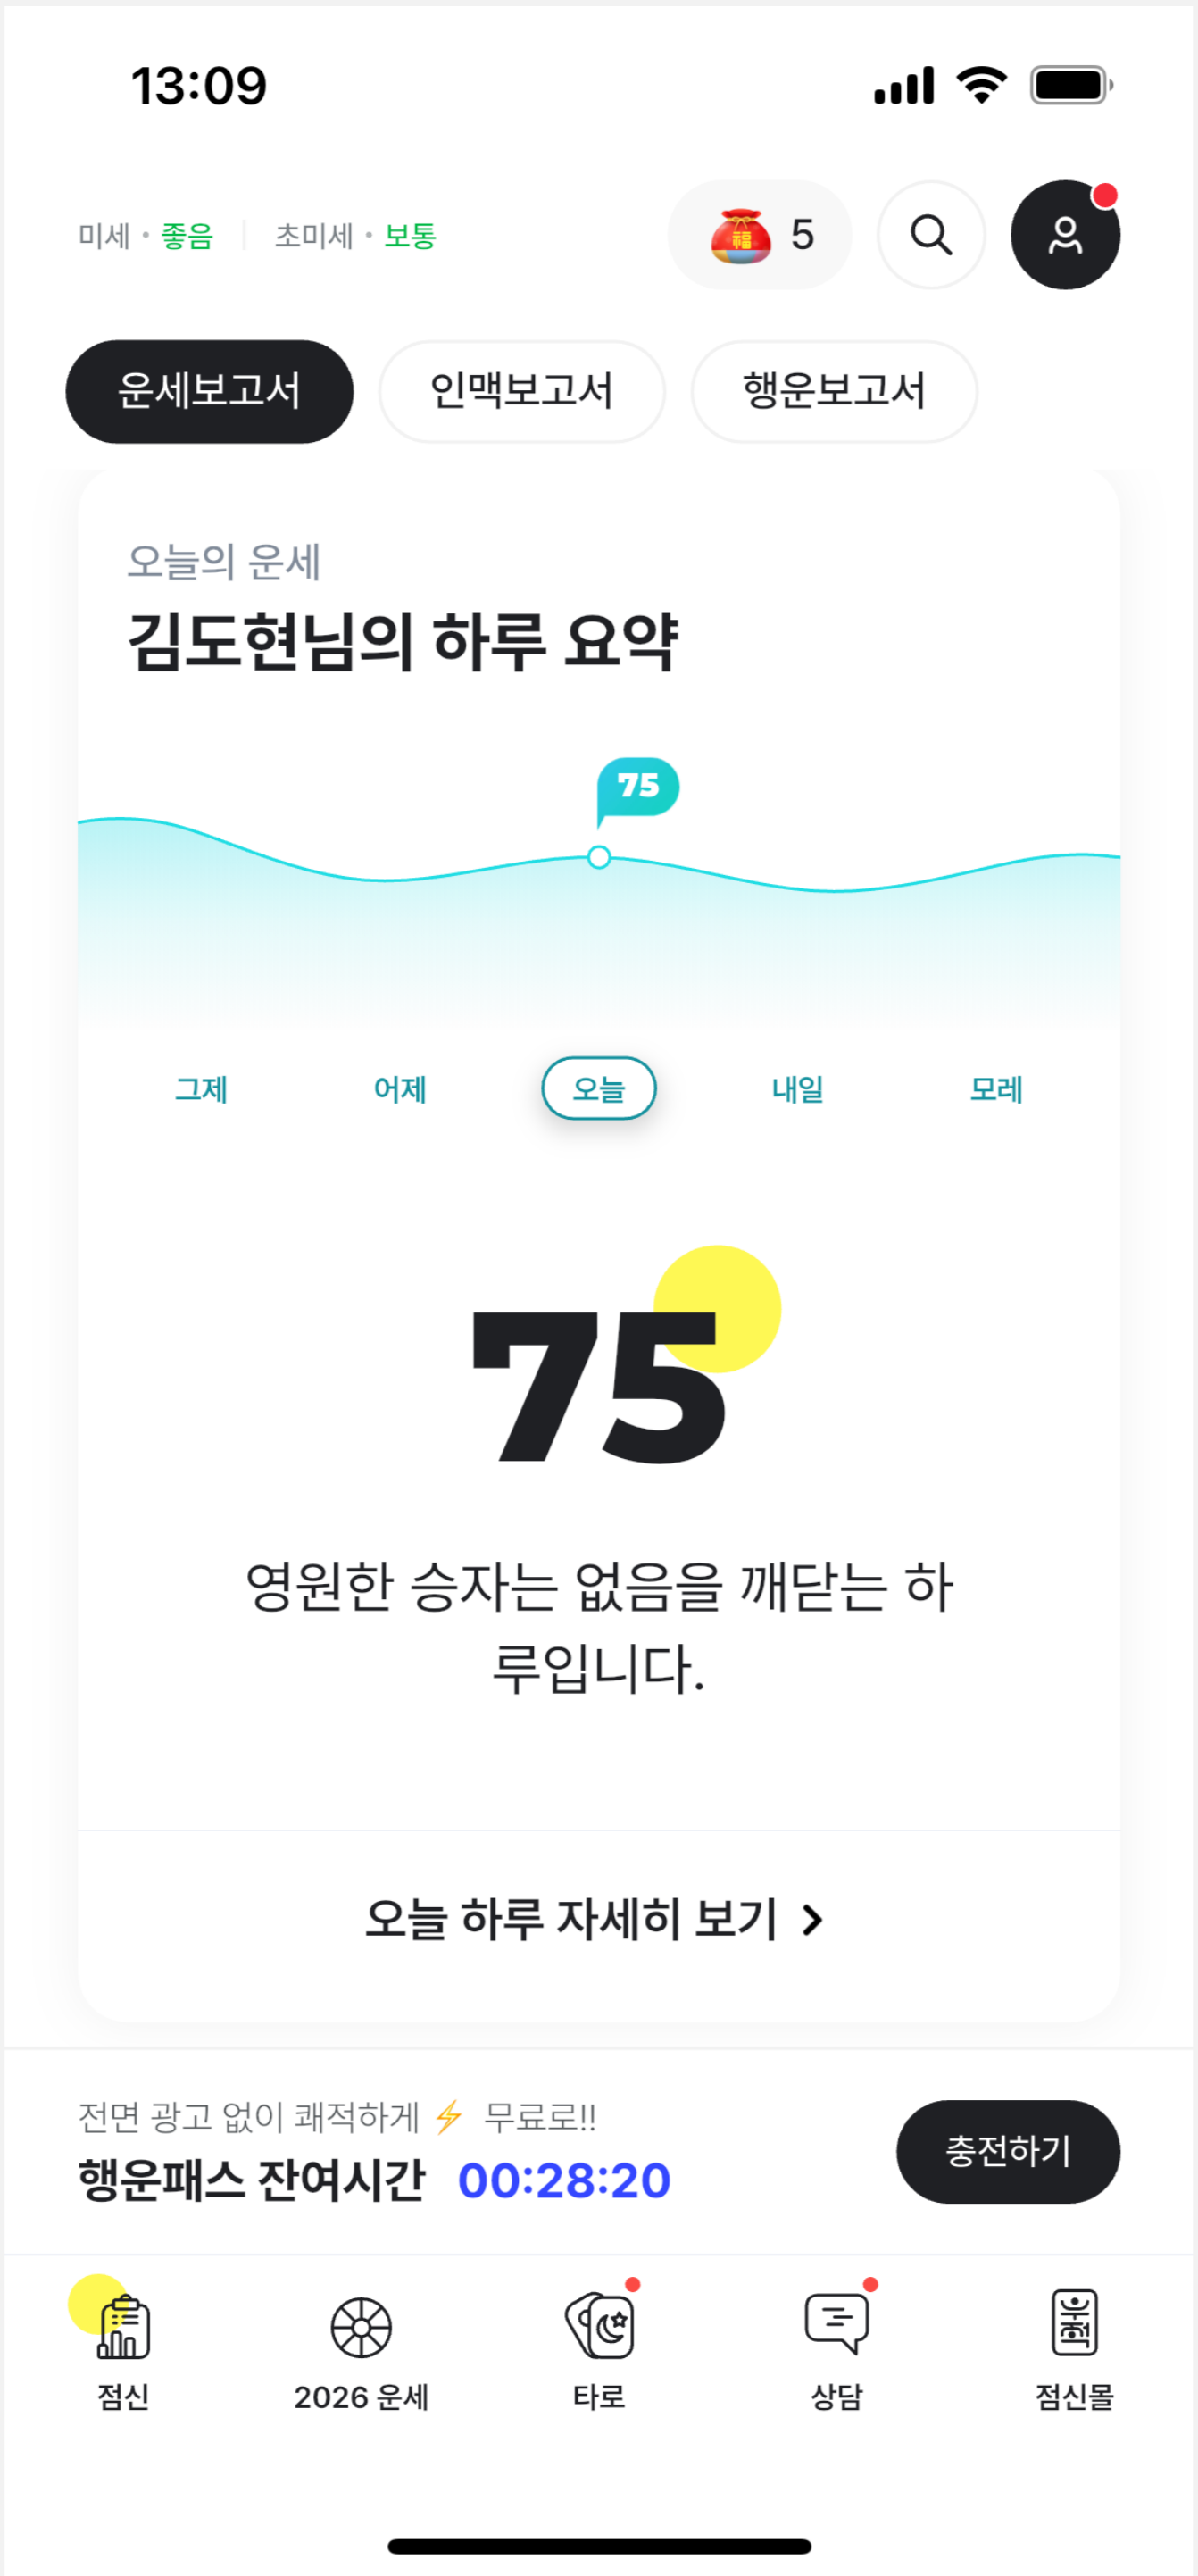 13:09
미세 • 좋음 초미세 • 보통
福 5
운세보고서 인맥보고서 행운보고서
오늘의 운세
김도현님의 하루 요약
75
그제 어제 오늘 내일 모레
75
영원한 승자는 없음을 깨닫는 하
루입니다.
오늘 하루 자세히 보기 >
전면 광고 없이 쾌적하게 ⚡ 무료로!!
행운패스 잔여시간 00:28:20
충전하기
점신 2026 운세 타로 상담 점신몰